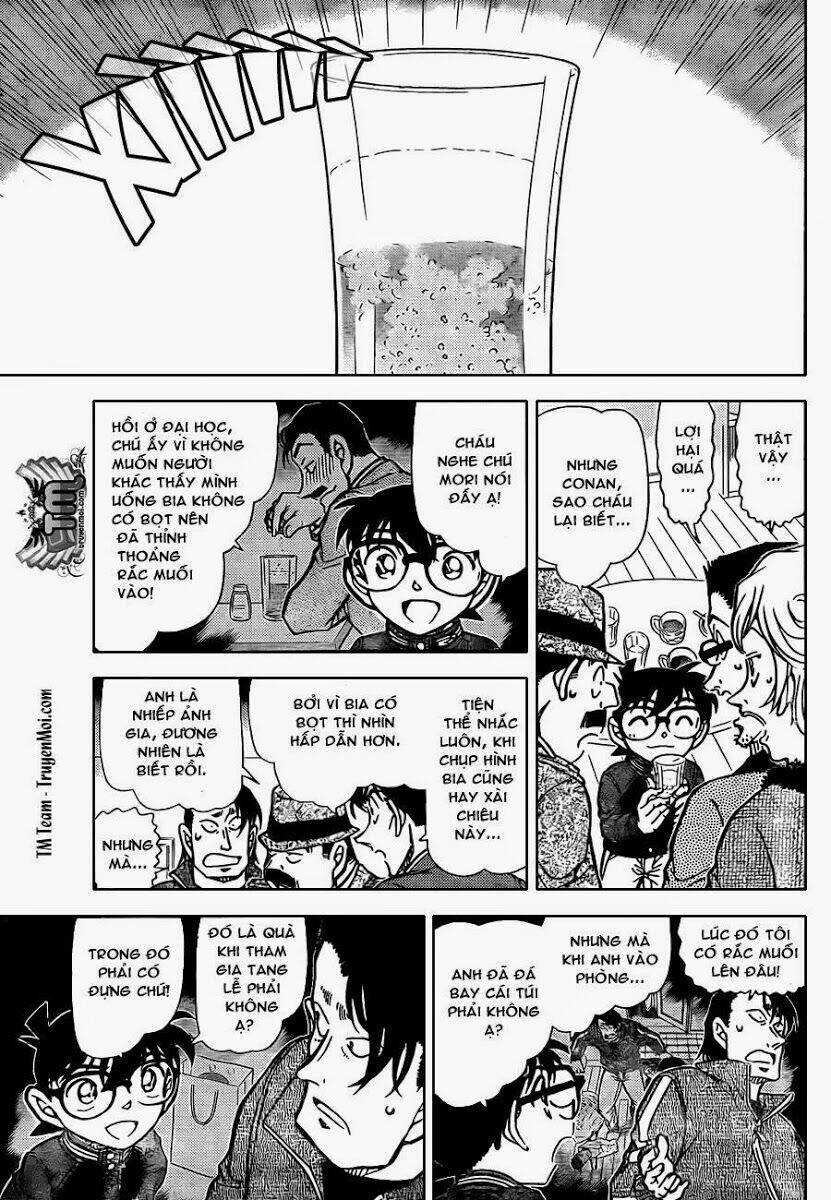 XÌÌÌÌÌ
THẬT
VẬY...
LỢI
HẠI
QUÁ
...
NHƯNG
CONAN,
SAO CHÁU
LẠI BIẾT...
CHÁU
NGHE CHÚ
MORI NÓI
ĐẤY Ạ!
HỒI Ở ĐẠI HỌC,
CHÚ ẤY VÌ KHÔNG
MUỐN NGƯỜI
KHÁC THẤY MÌNH
UỐNG BIA KHÔNG
CÓ BỌT NÊN
ĐÃ THỈNH
THOẢNG
RẮC MUỐI
VÀO!
TIỆN
THỂ NHẮC
LUÔN, KHI
CHỤP HÌNH
BIA CŨNG
HAY XÀI
CHIÊU
NÀY...
BỞI VÌ BIA CÓ
BỌT THÌ NHÌN
HẤP DẪN HƠN.
ANH LÀ
NHIẾP ẢNH
GIA, ĐƯƠNG
NHIÊN LÀ
BIẾT RỒI.
NHƯNG
MÀ...
LÚC ĐÓ TÔI
CÓ RẮC MUỐI
LÊN ĐÂU!
NHƯNG MÀ
KHI ANH VÀO
PHÒNG...
ANH ĐÃ ĐÁ
BAY CÁI TÚI
PHẢI KHÔNG
Ạ?
ĐÓ LÀ QUÀ
KHI THAM
GIA TANG
LỄ PHẢI
KHÔNG
Ạ?
TRONG ĐÓ
PHẢI CÓ
ĐỰNG CHỨ!
TM
truyenmoi.com
TM Team - TruyenMoi.com